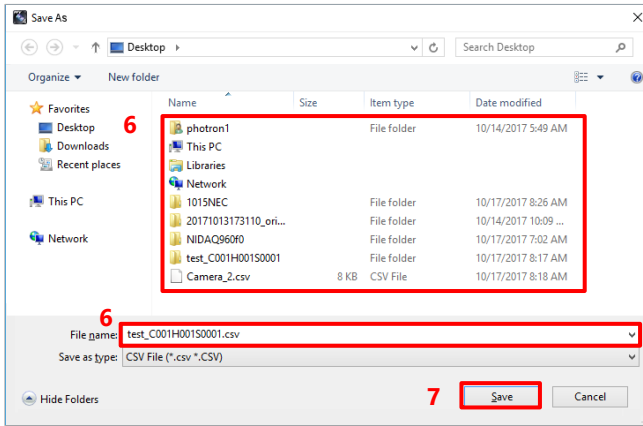 Save As
Desktop
Search Desktop
Organize
New folder
Name Size Item type Date modified
Favorites
Desktop
Downloads
Recent places
This PC
Network
6
photron1 File folder 10/14/2017 5:49 AM
This PC
Libraries
Network
1015NEC File folder 10/17/2017 8:26 AM
20171013173110_ori... File folder 10/14/2017 10:09 ...
NIDAQ960f0 File folder 10/17/2017 7:02 AM
test_C001H001S0001 File folder 10/17/2017 8:17 AM
Camera_2.csv 8 KB CSV File 10/17/2017 8:18 AM
6
File name: test_C001H001S0001.csv
Save as type: CSV File (*.csv *.CSV)
Hide Folders
7
Save
Cancel